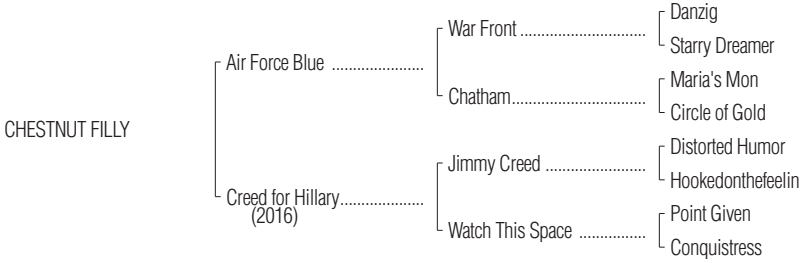 Danzig
War Front ..............................
Starry Dreamer
Air Force Blue ......................
Maria's Mon
Chatham................................
Circle of Gold
CHESTNUT FILLY
Distorted Humor
Jimmy Creed ........................
Hookedonthefeelin
Creed for Hillary....................
(2016)
Point Given
Watch This Space ................
Conquistress